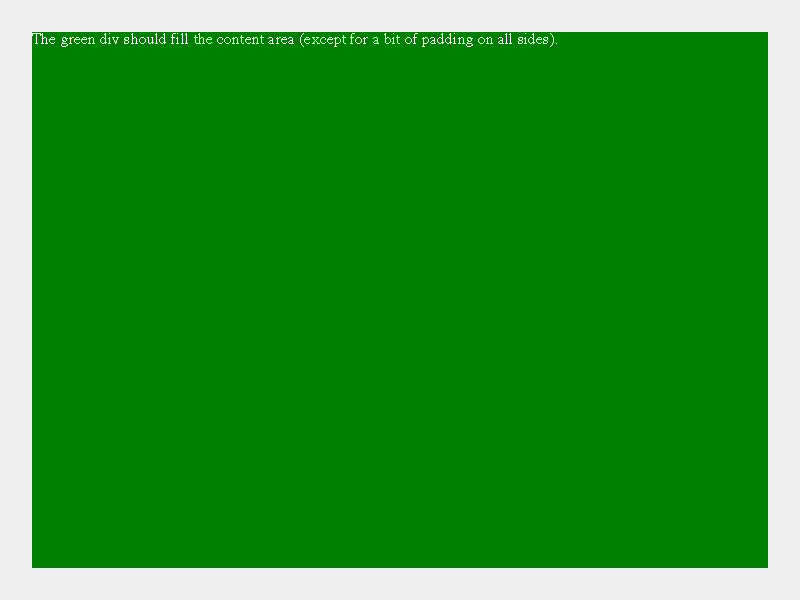 The green div should fill the content area (except for a bit of padding on all sides).